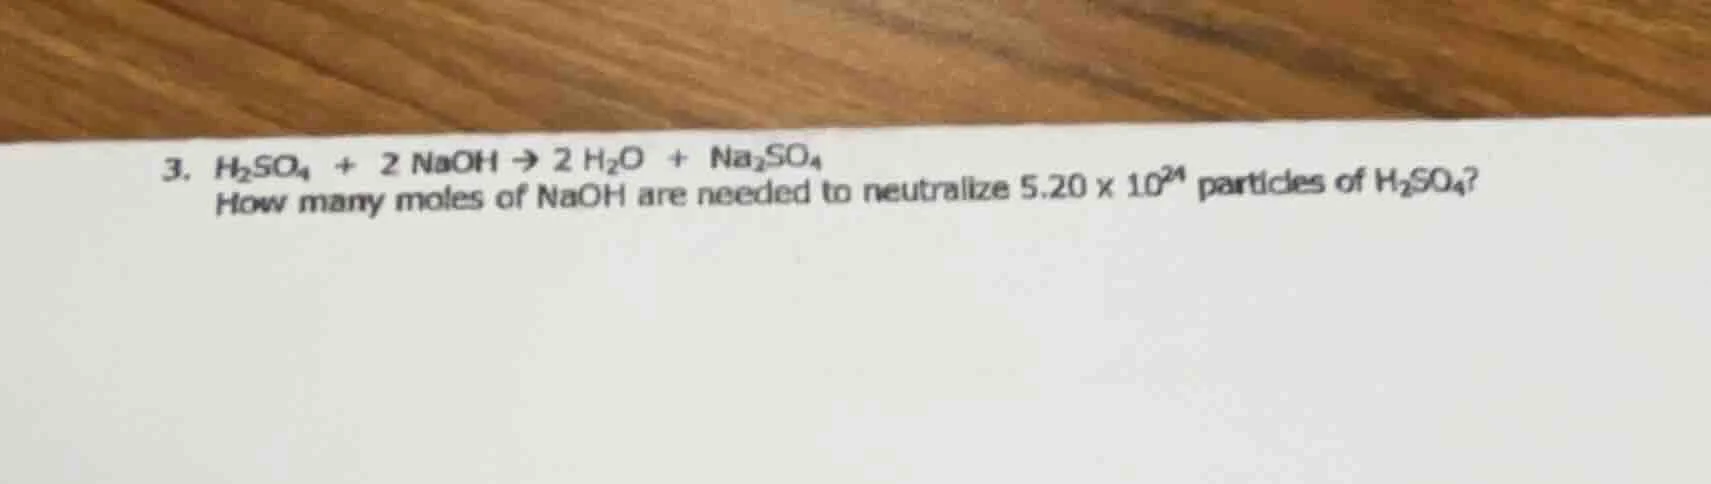 3. H₂SO₄ + 2 NaOH → 2 H₂O + Na₂SO₄
How many moles of NaOH are needed to neutralize 5.20 x 10²⁴ particles of H₂SO₄?